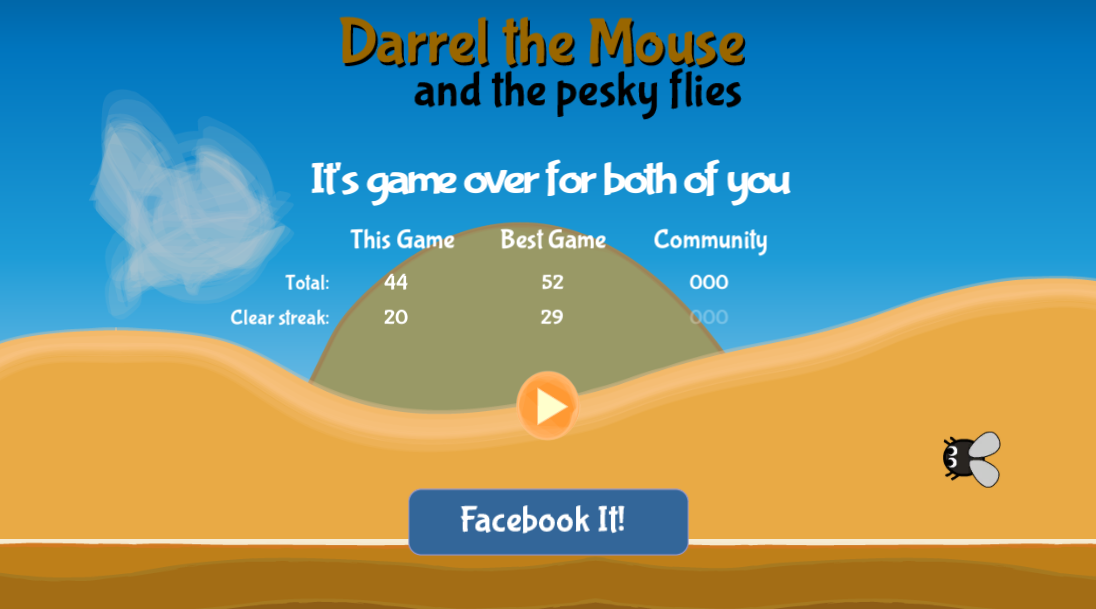 Darrel the Mouse
and the pesky flies
It's game over for both of you
This Game Best Game Community
Total: 44 52 000
Clear streak: 20 29 000
Facebook It!